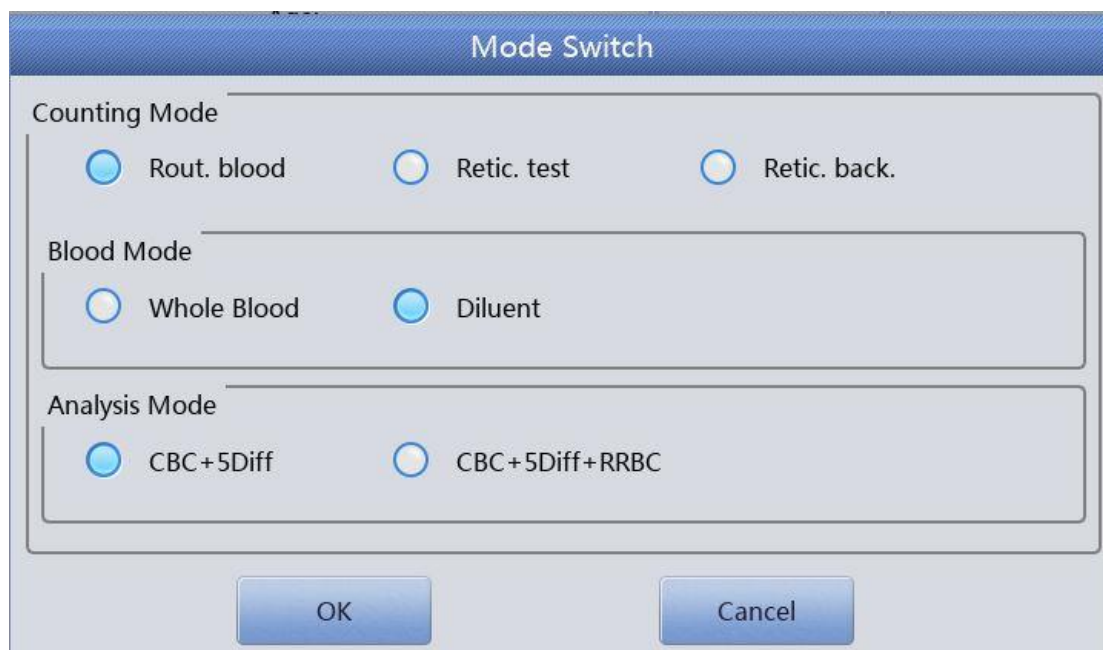 Mode Switch
Counting Mode
Rout. blood Retic. test Retic. back.
Blood Mode
Whole Blood Diluent
Analysis Mode
CBC+5Diff CBC+5Diff+RRBC
OK Cancel